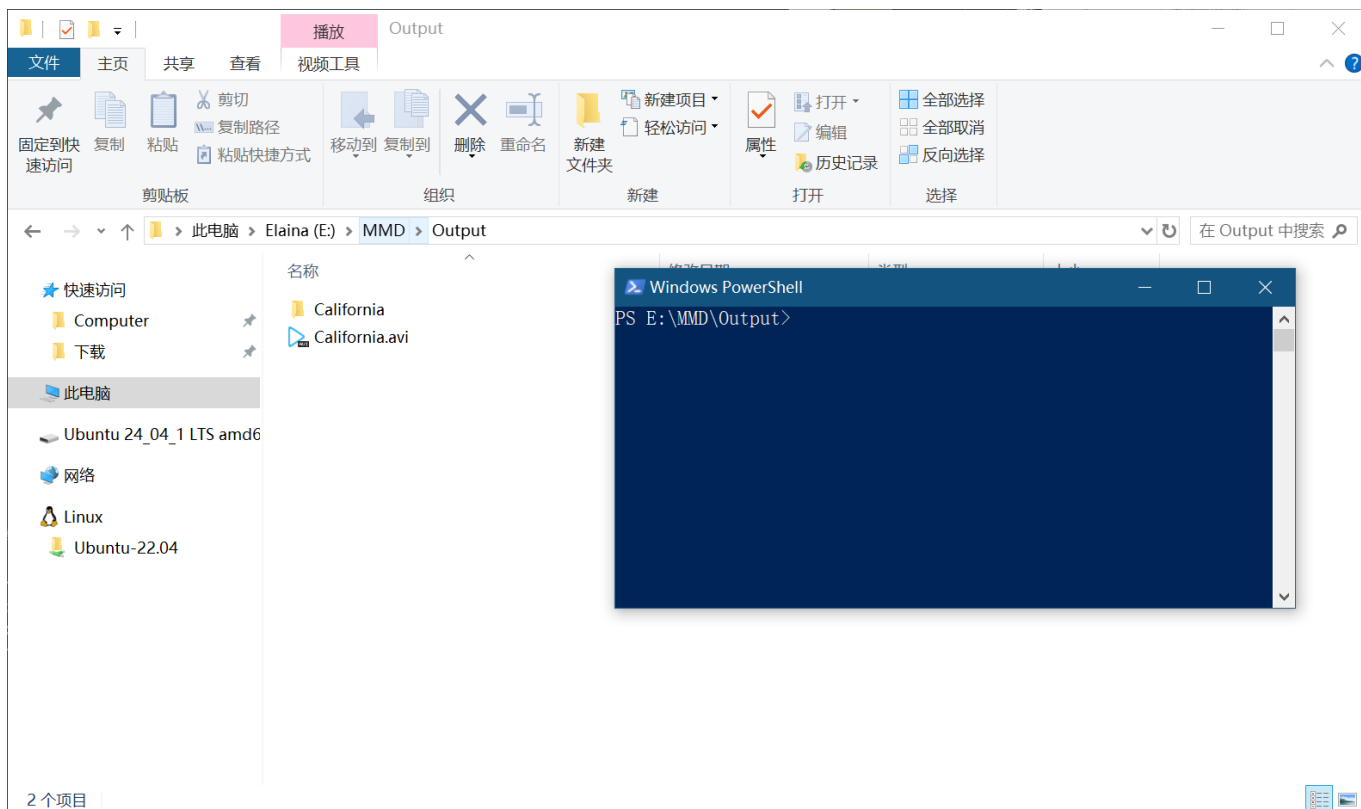 播放
Output
文件
主页
共享
查看
视频工具
固定到快
速访问
复制
粘贴
剪切
复制路径
粘贴快捷方式
剪贴板
移动到
复制到
删除
重命名
组织
新建
文件夹
新建项目
轻松访问
新建
属性
打开
编辑
历史记录
打开
全部选择
全部取消
反向选择
选择
此电脑 > Elaina (E:) > MMD > Output
在 Output 中搜索
快速访问
Computer
下载
此电脑
Ubuntu 24_04_1 LTS amd6
网络
Linux
Ubuntu-22.04
名称
California
California.avi
Windows PowerShell
PS E:\MMD\Output>
2 个项目